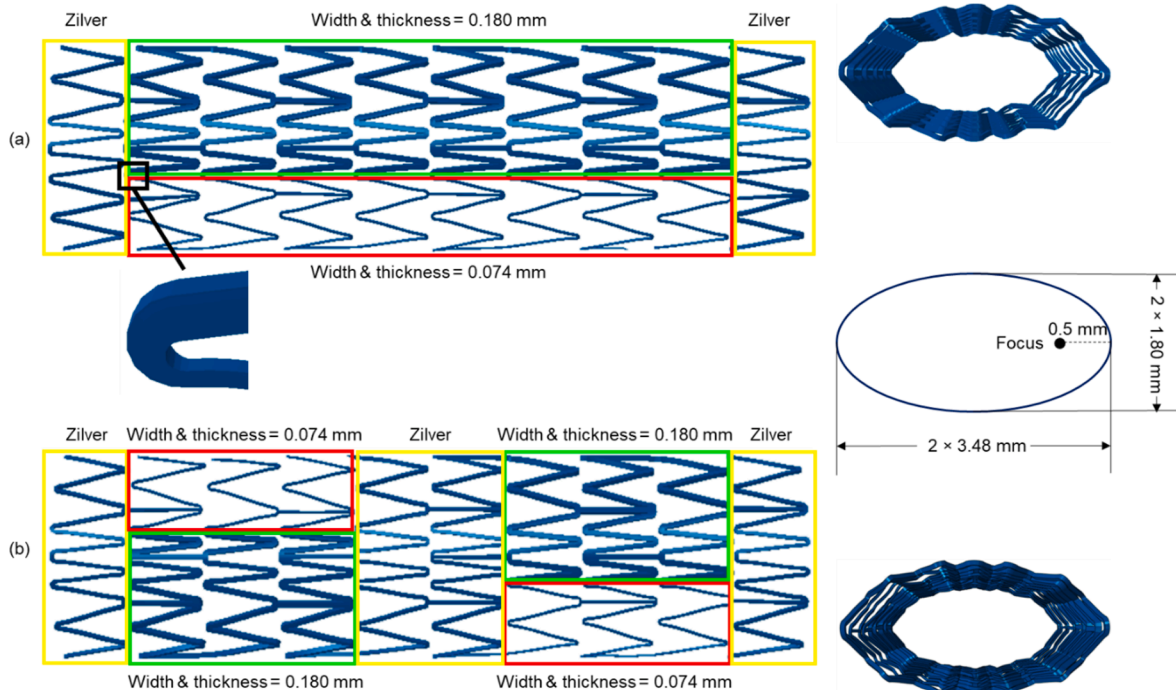 Zilver
Width & thickness = 0.180 mm
Zilver
(a)
Width & thickness = 0.074 mm
2 × 1.80 mm
0.5 mm
Focus
2 × 3.48 mm
Zilver
Width & thickness = 0.074 mm
Zilver
Width & thickness = 0.180 mm
Zilver
(b)
Width & thickness = 0.180 mm
Width & thickness = 0.074 mm